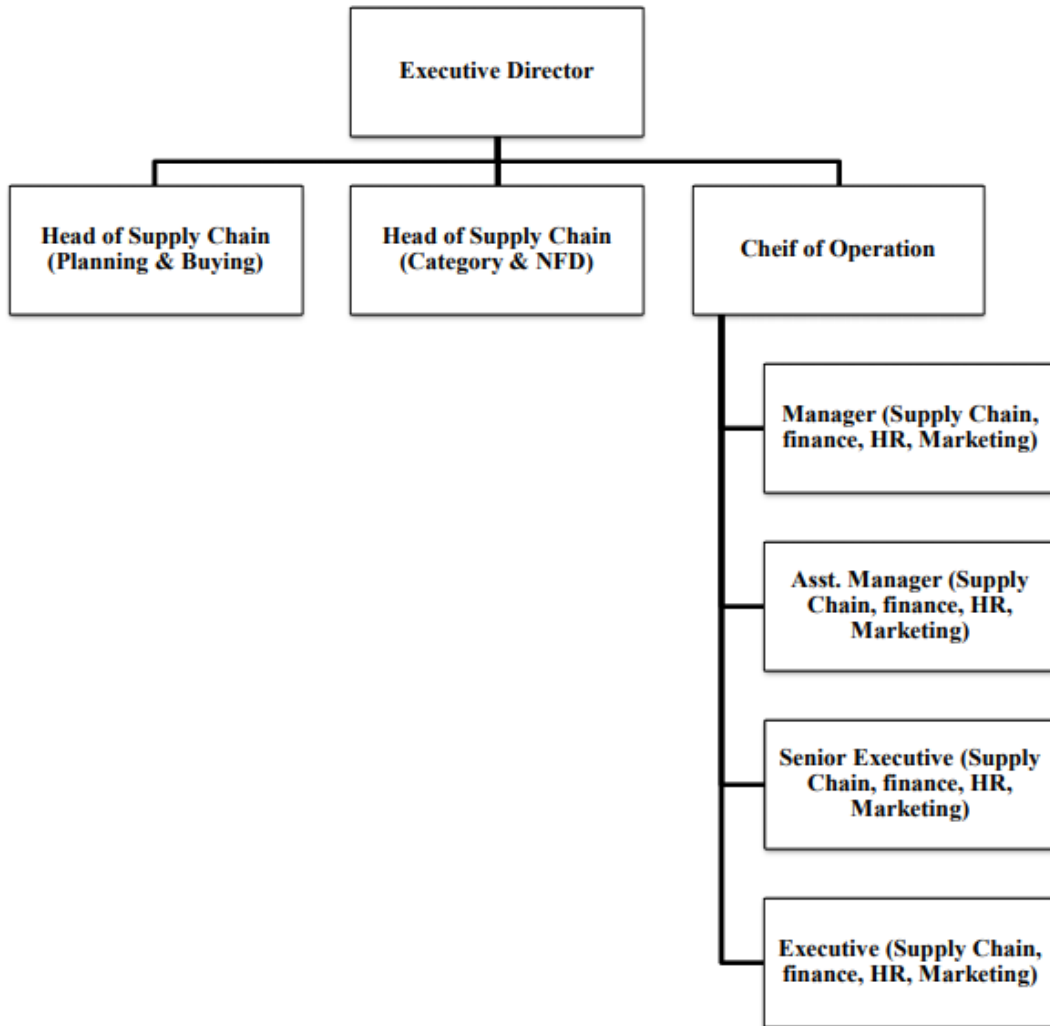 Executive Director
Head of Supply Chain
(Planning & Buying)
Head of Supply Chain
(Category & NFD)
Cheif of Operation
Manager (Supply Chain,
finance, HR, Marketing)
Asst. Manager (Supply
Chain, finance, HR,
Marketing)
Senior Executive (Supply
Chain, finance, HR,
Marketing)
Executive (Supply Chain,
finance, HR, Marketing)